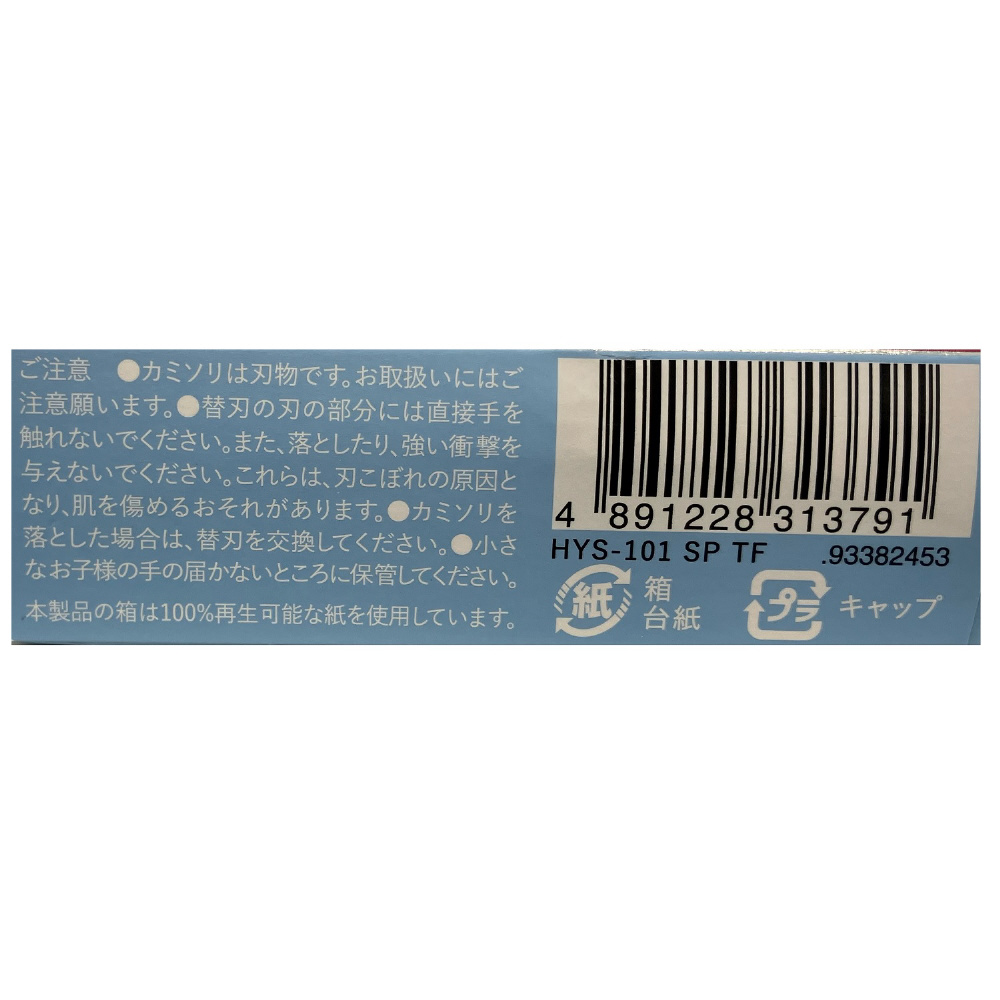 ご注意 ●カミソリは刃物です。お取扱いにはご
注意願います。●替刃の刃の部分には直接手を
触れないでください。また、落としたり、強い衝撃を
与えないでください。これらは、刃こぼれの原因と
なり、肌を傷めるおそれがあります。●カミソリを
落とした場合は、替刃を交換してください。●小さ
なお子様の手の届かないところに保管してください。
本製品の箱は100%再生可能な紙を使用しています。
4 891228 313791
HYS-101 SP TF .93382453
紙 箱
台紙
プラ キャップ